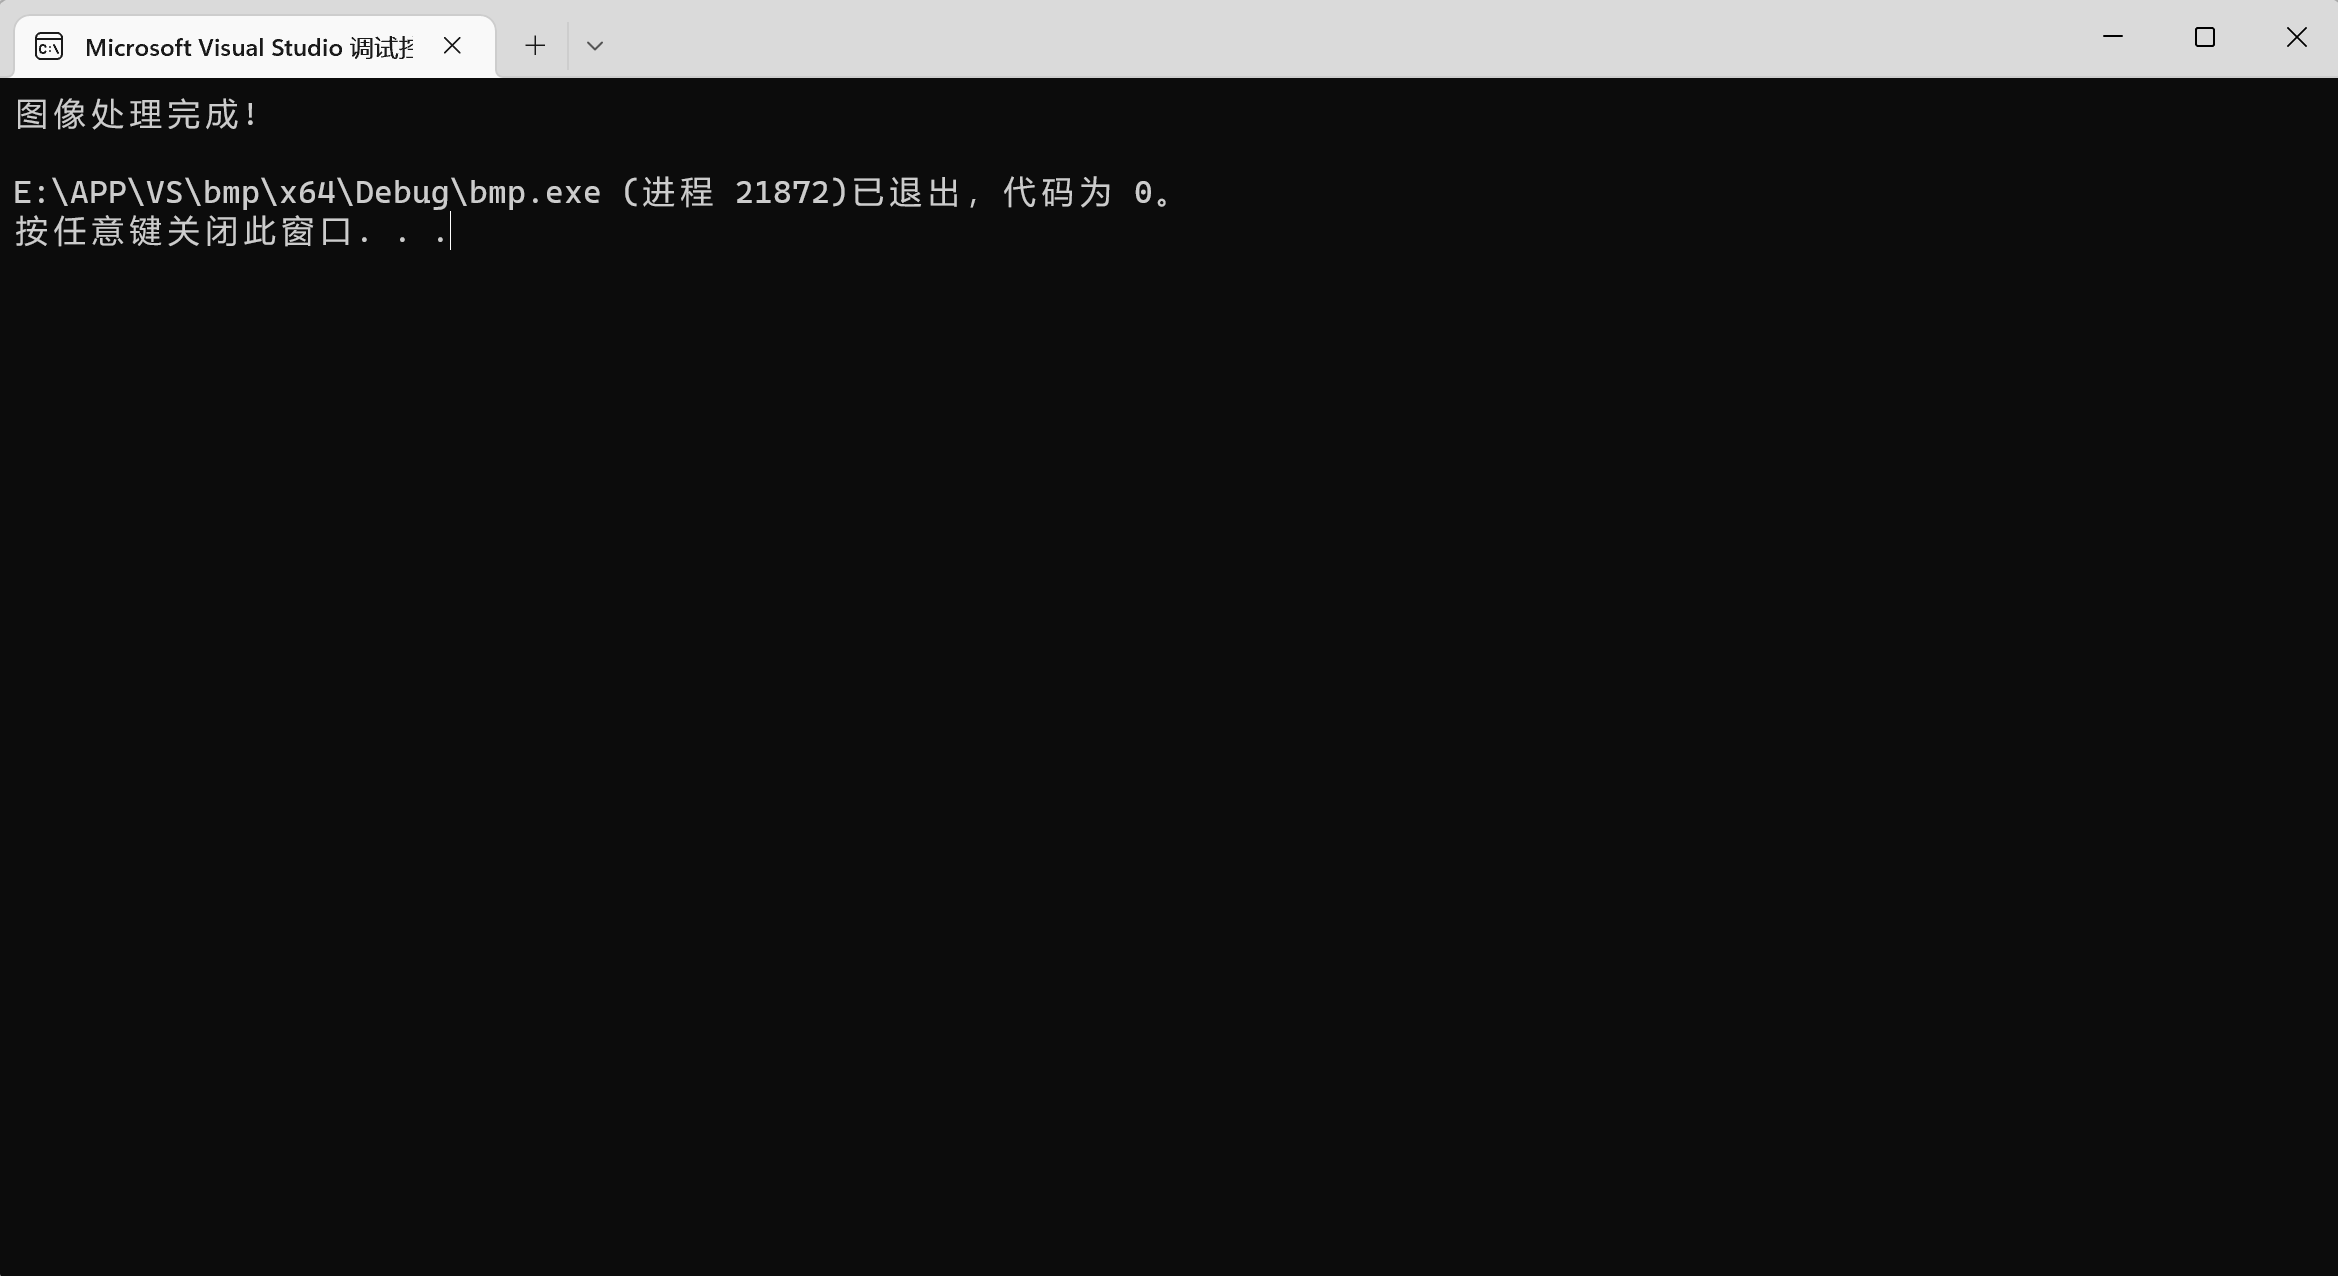 Microsoft Visual Studio 调试
图像处理完成!
E:\APP\VS\bmp\x64\Debug\bmp.exe (进程 21872)已退出, 代码为 0。
按任意键关闭此窗口. . .